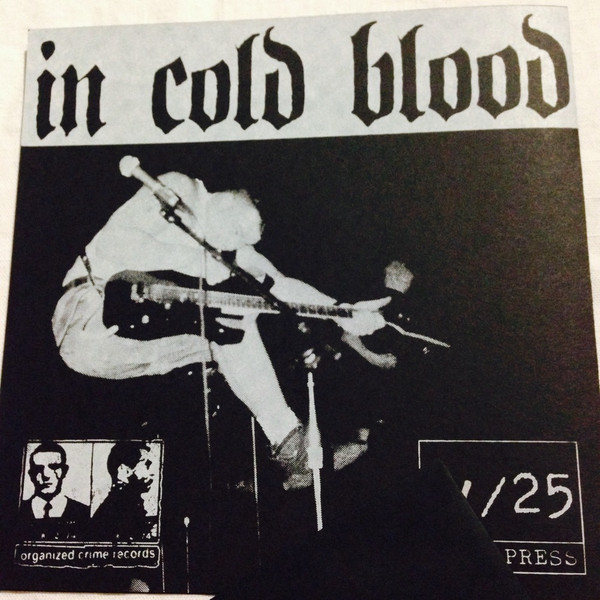 in cold blood
organized crime records
/25
PRESS